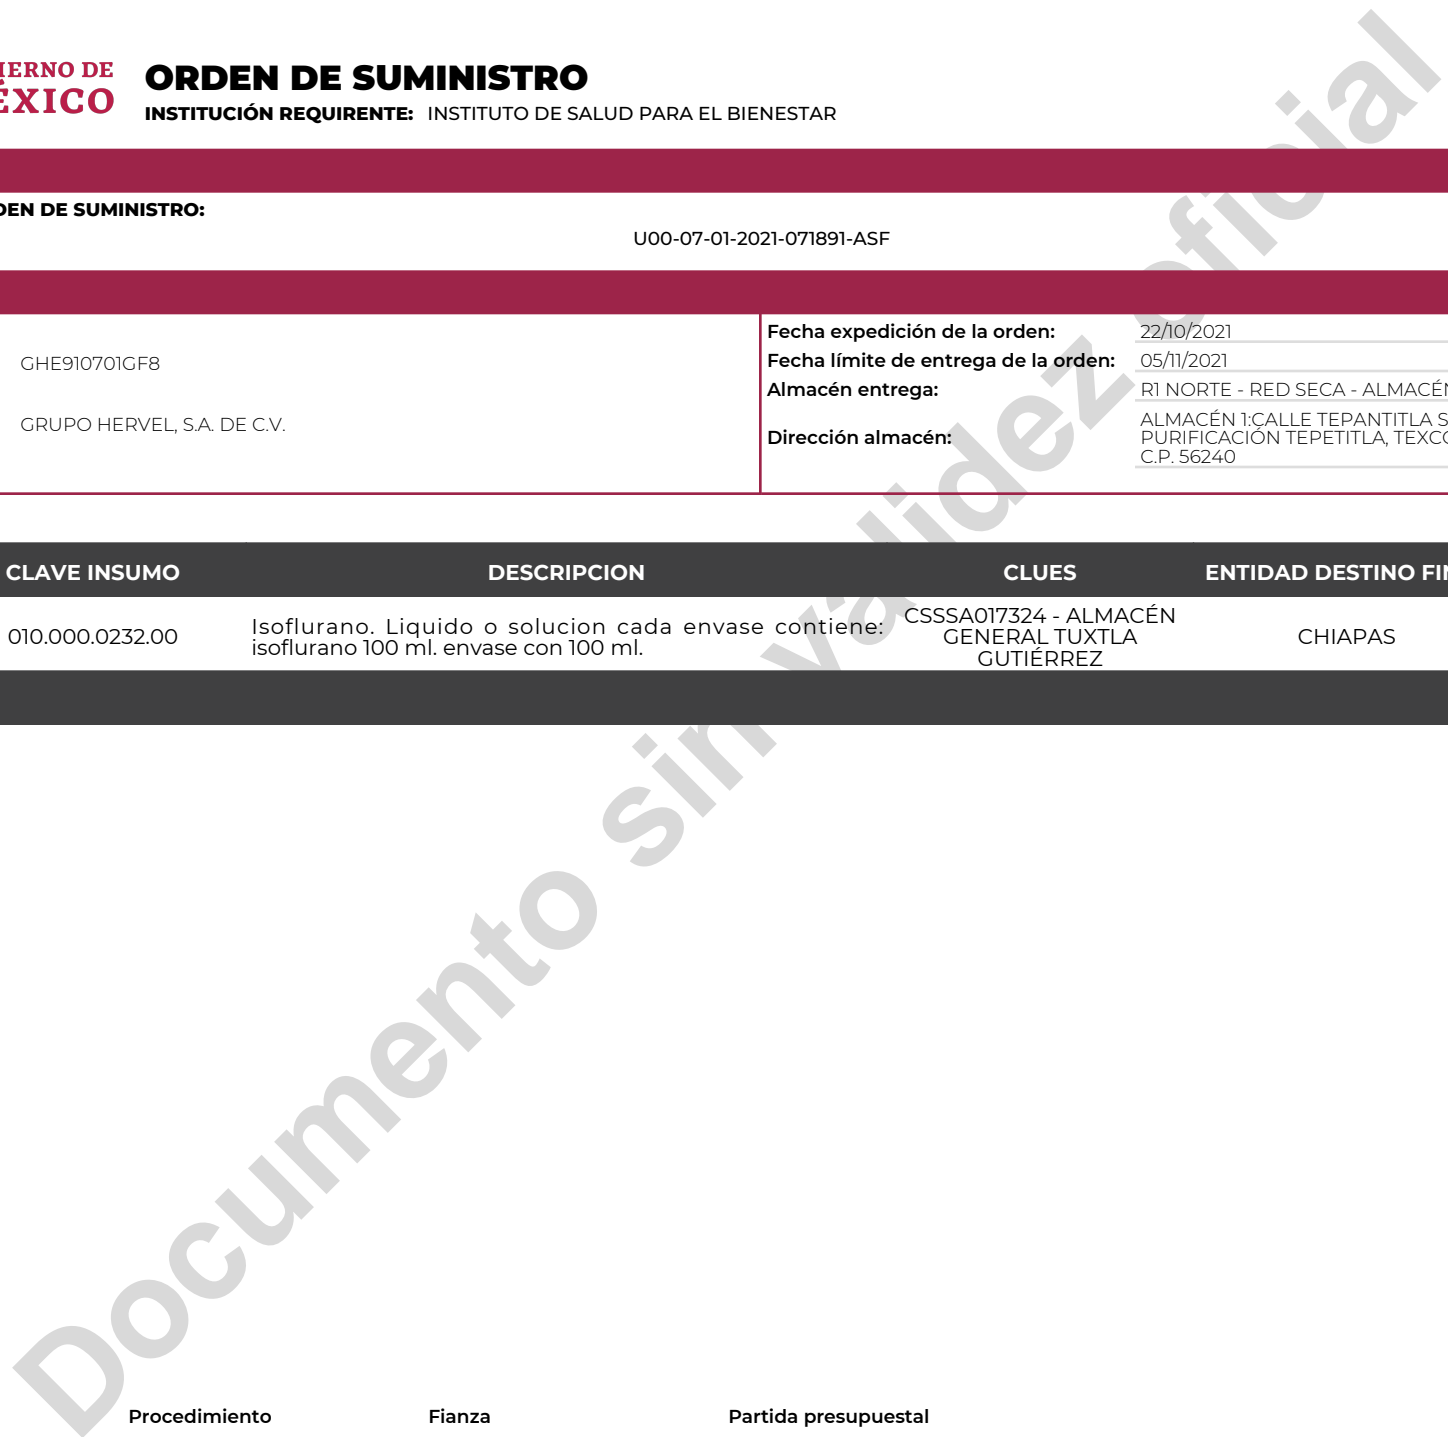 IERNO DE
ÉXICO
ORDEN DE SUMINISTRO
INSTITUCIÓN REQUIRENTE: INSTITUTO DE SALUD PARA EL BIENESTAR
DEN DE SUMINISTRO:
U00-07-01-2021-071891-ASF
GHE910701GF8
GRUPO HERVEL, S.A. DE C.V.
Fecha expedición de la orden: 22/10/2021
Fecha límite de entrega de la orden: 05/11/2021
Almacén entrega: R1 NORTE - RED SECA - ALMACÉN
Dirección almacén:
ALMACÉN 1:CALLE TEPANTITLA S
PURIFICACIÓN TEPETITLA, TEXCO
C.P. 56240
CLAVE INSUMO DESCRIPCION CLUES ENTIDAD DESTINO FIN
010.000.0232.00
Isoflurano. Liquido o solucion cada envase contiene:
isoflurano 100 ml. envase con 100 ml.
CSSSA017324 - ALMACÉN
GENERAL TUXTLA
GUTIÉRREZ
CHIAPAS
Documento sin validez oficial
Procedimiento Fianza Partida presupuestal